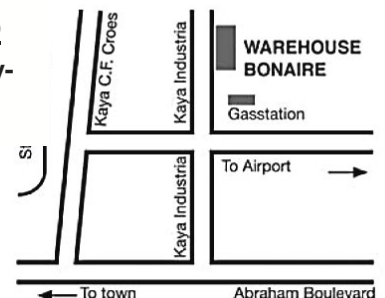 Kaya C.F. Croes
Kaya Industria
WAREHOUSE
BONAIRE
Gasstation
To Airport
Kaya Industria
To town
Abraham Boulevard